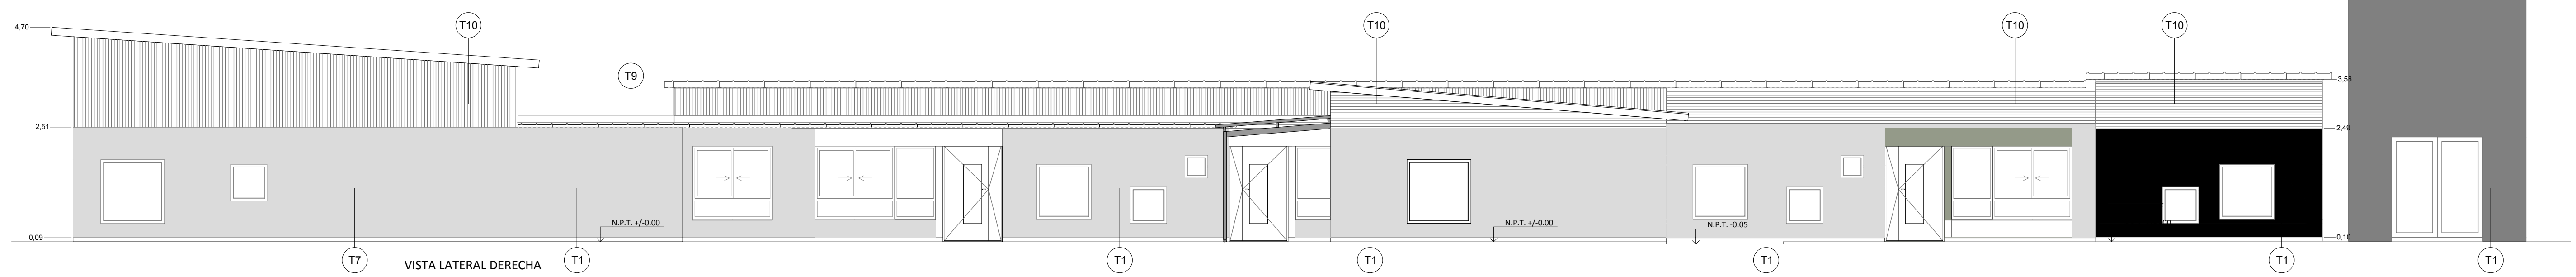 T10
T10
T10
T10
4,70
T9
3,56
2,51
2,49
N.P.T. +/-0.00
N.P.T. +/-0.00
N.P.T. -0.05
0,09
0,10
T7
T1
T1
T1
T1
T1
T1
VISTA LATERAL DERECHA